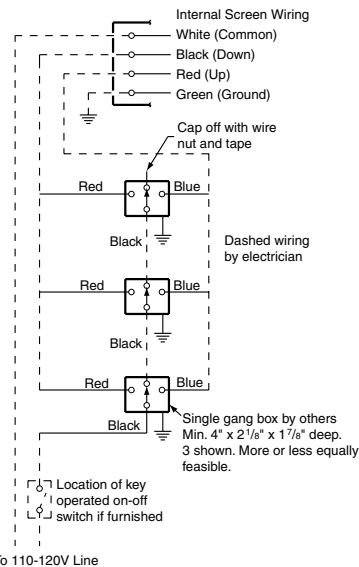 Internal Screen Wiring
White (Common)
Black (Down)
Red (Up)
Green (Ground)
Cap off with wire
nut and tape
Red
Blue
Black
Dashed wiring
by electrician
Red
Blue
Black
Red
Blue
Black
Single gang box by others
Min. 4" x 2 1/8" x 1 7/8" deep.
3 shown. More or less equally
feasible.
Location of key
operated on-off
switch if furnished
To 110-120V Line